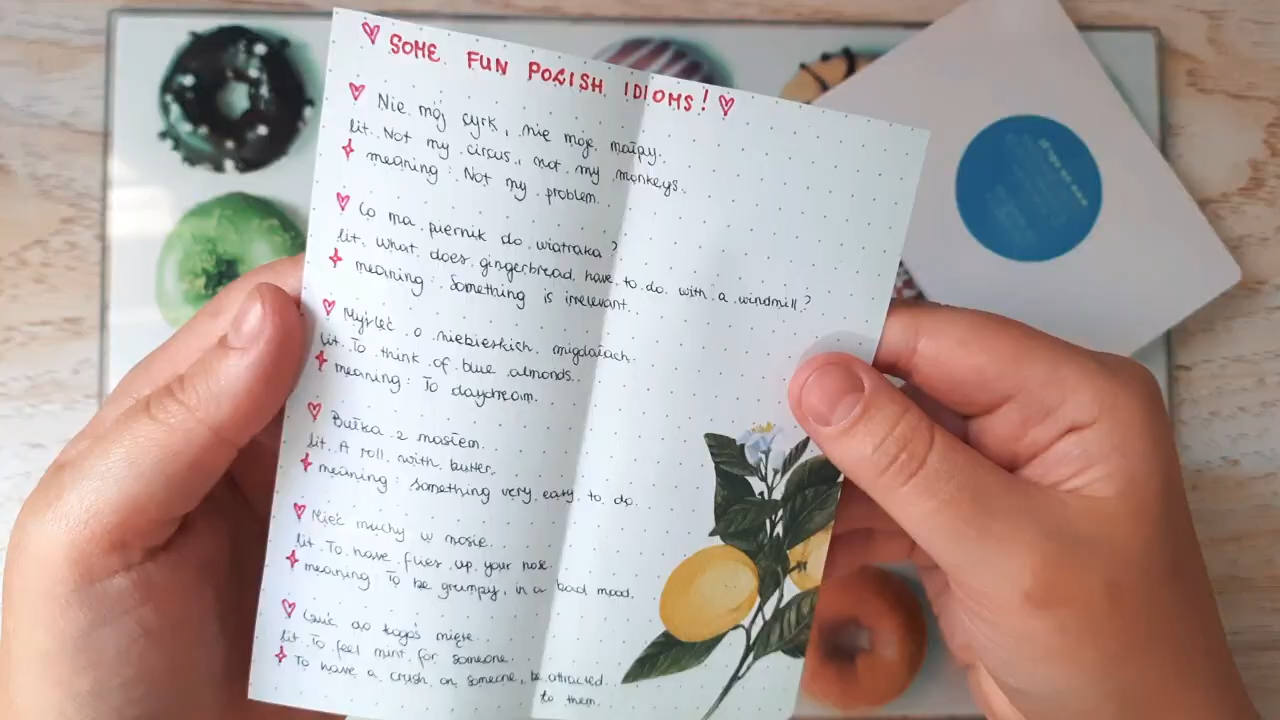 SOME FUN POLISH IDIOMS!
Nie mój cyrk, nie moje małpy.
lit. Not my circus, not my monkeys.
meaning: Not my problem.
Co ma piernik do wiatraka?
lit. What does gingerbread have to do with a windmill?
meaning: Something is irrelevant.
Myśleć o niebieskich migdałach.
lit. To think of blue almonds.
meaning: To daydream.
Bułka z masłem.
lit. A roll with butter.
meaning: something very easy to do.
Mieć muchy w nosie.
lit. To have flies up your nose.
meaning To be grumpy, in a bad mood.
Czuć do kogoś miętę.
lit. To feel mint for someone.
To have a crush on someone, be attracted
to them.